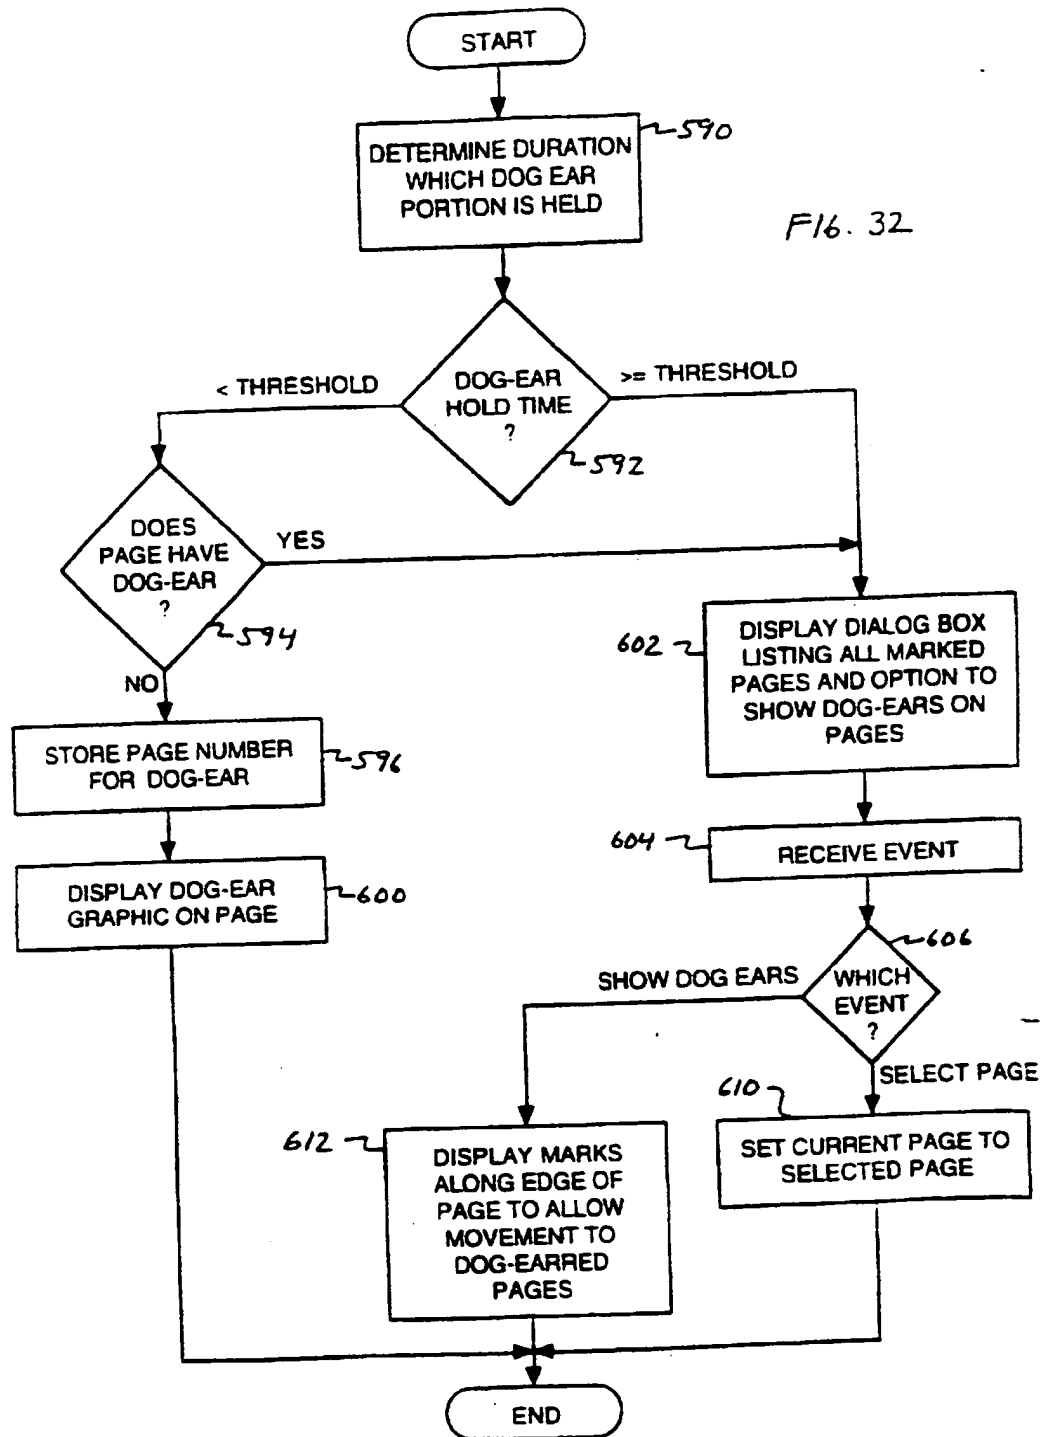 START
DETERMINE DURATION
WHICH DOG EAR
PORTION IS HELD
590
FIG. 32
< THRESHOLD
DOG-EAR
HOLD TIME
?
>= THRESHOLD
592
DOES
PAGE HAVE
DOG-EAR
?
YES
594
NO
602
DISPLAY DIALOG BOX
LISTING ALL MARKED
PAGES AND OPTION TO
SHOW DOG-EARS ON
PAGES
STORE PAGE NUMBER
FOR DOG-EAR
596
604
RECEIVE EVENT
DISPLAY DOG-EAR
GRAPHIC ON PAGE
600
606
SHOW DOG EARS
WHICH
EVENT
?
SELECT PAGE
610
SET CURRENT PAGE TO
SELECTED PAGE
612
DISPLAY MARKS
ALONG EDGE OF
PAGE TO ALLOW
MOVEMENT TO
DOG-EARRED
PAGES
END